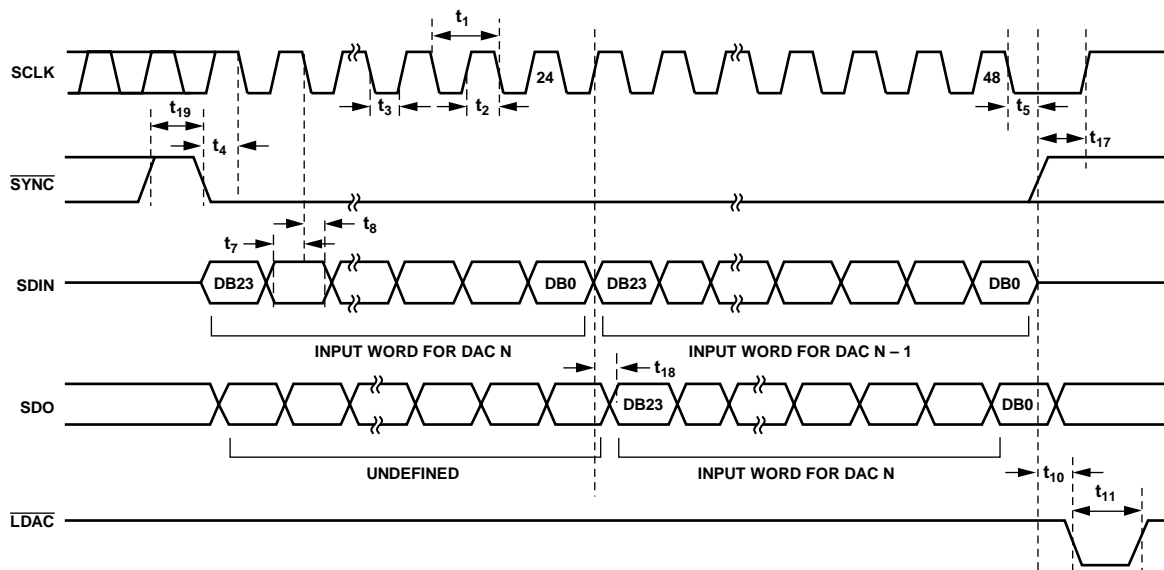 t1
SCLK
24
48
t3
t2
t5
t19
t4
t17
SYNC
t7
t8
SDIN
DB23
DB0
DB23
DB0
INPUT WORD FOR DAC N
INPUT WORD FOR DAC N – 1
t18
SDO
DB23
DB0
UNDEFINED
INPUT WORD FOR DAC N
t10
t11
LDAC